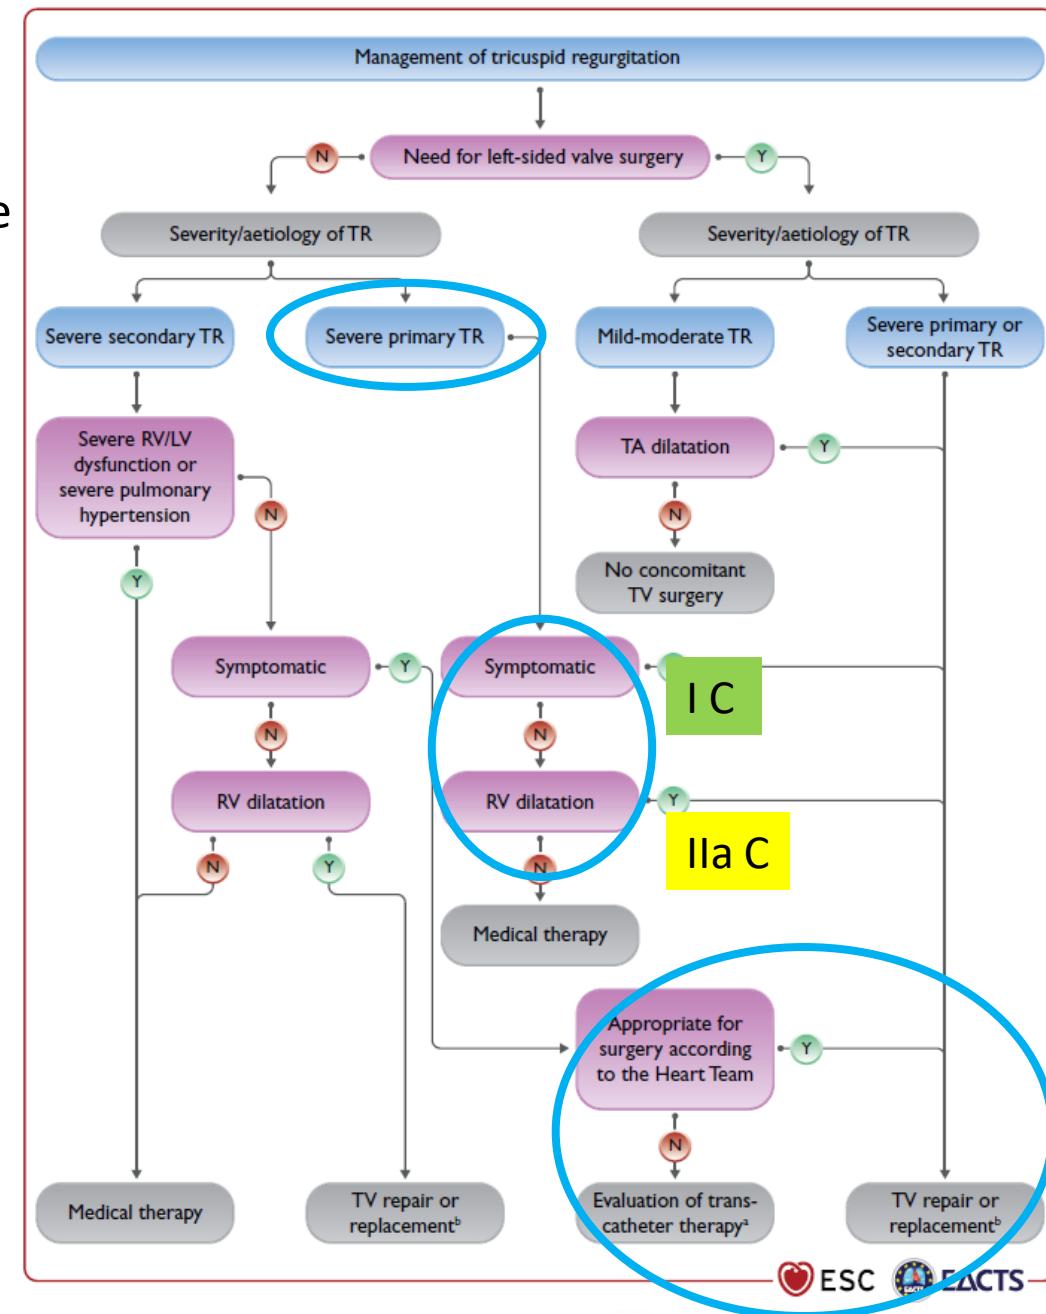 Management of tricuspid regurgitation
N
Need for left-sided valve surgery
Y
e
Severity/aetiology of TR
Severity/aetiology of TR
Severe secondary TR
Severe primary TR
Mild-moderate TR
Severe primary or
secondary TR
Severe RV/LV
dysfunction or
severe pulmonary
hypertension
N
Y
TA dilatation
Y
N
No concomitant
TV surgery
Symptomatic
Y
Symptomatic
I C
N
N
RV dilatation
RV dilatation
Y
IIa C
N
Y
N
Medical therapy
Appropriate for
surgery according
to the Heart Team
Y
N
Medical therapy
TV repair or
replacementᵇ
Evaluation of trans-
catheter therapyᵃ
TV repair or
replacementᵇ
ESC
EACTS